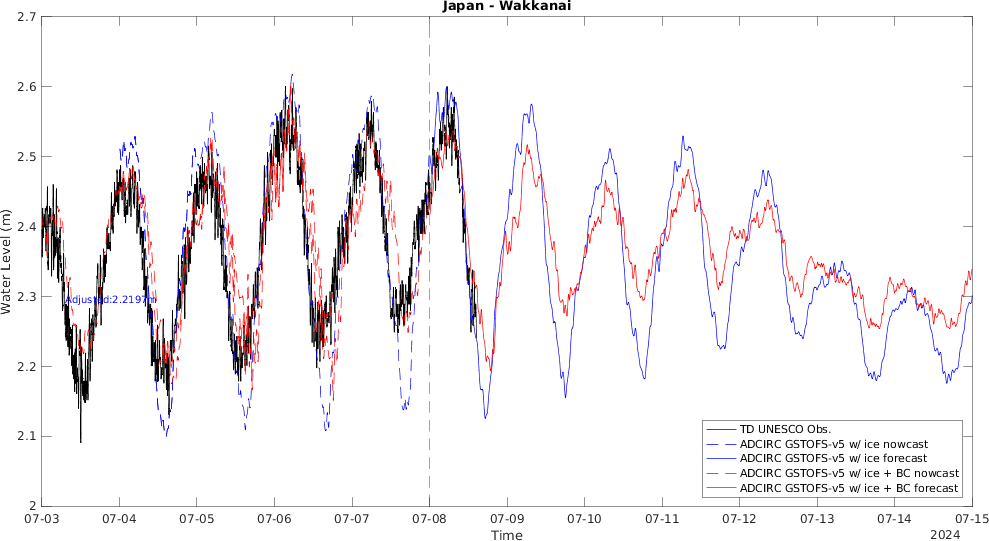 Japan - Wakkanai
2.7
2.6
2.5
2.4
2.3
2.2
2.1
2
Water Level (m)
Adjusted:2.2197m
TD UNESCO Obs.
ADCIRC GSTOFS-v5 w/ ice nowcast
ADCIRC GSTOFS-v5 w/ ice forecast
ADCIRC GSTOFS-v5 w/ ice + BC nowcast
ADCIRC GSTOFS-v5 w/ ice + BC forecast
07-03 07-04 07-05 07-06 07-07 07-08 07-09 07-10 07-11 07-12 07-13 07-14 07-15
Time
2024